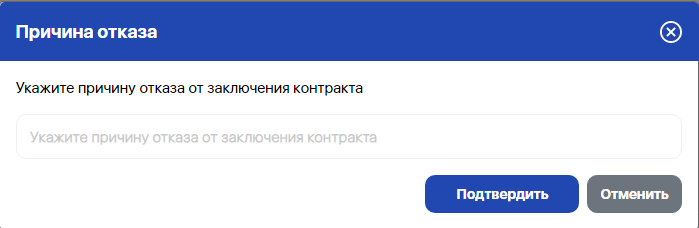 Причина отказа
Укажите причину отказа от заключения контракта
Укажите причину отказа от заключения контракта
Подтвердить Отменить